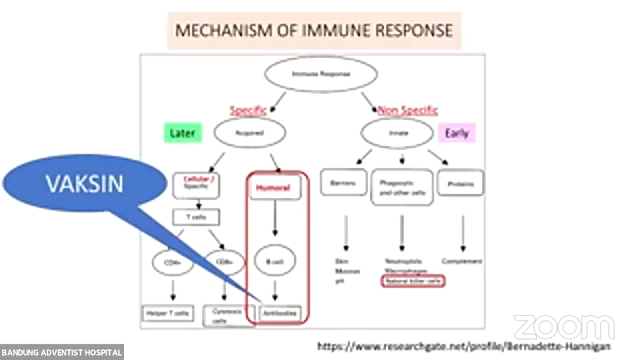 MECHANISM OF IMMUNE RESPONSE
Immune Response
Specific
Non Specific
Later
Acquired
Innate
Early
VAKSIN
Cellular /
Specific
Humoral
Barriers
Phagocytic
and other cells
Proteins
T cells
CD4+
CD8+
B cell
Skin
Mucous
pH
Neutrophils
Macrophages
Natural killer cells
Complement
Helper T cells
Cytotoxic
cells
Antibodies
zoom
https://www.researchgate.net/profile/Bernadette-Hannigan
BANDUNG ADVENTIST HOSPITAL